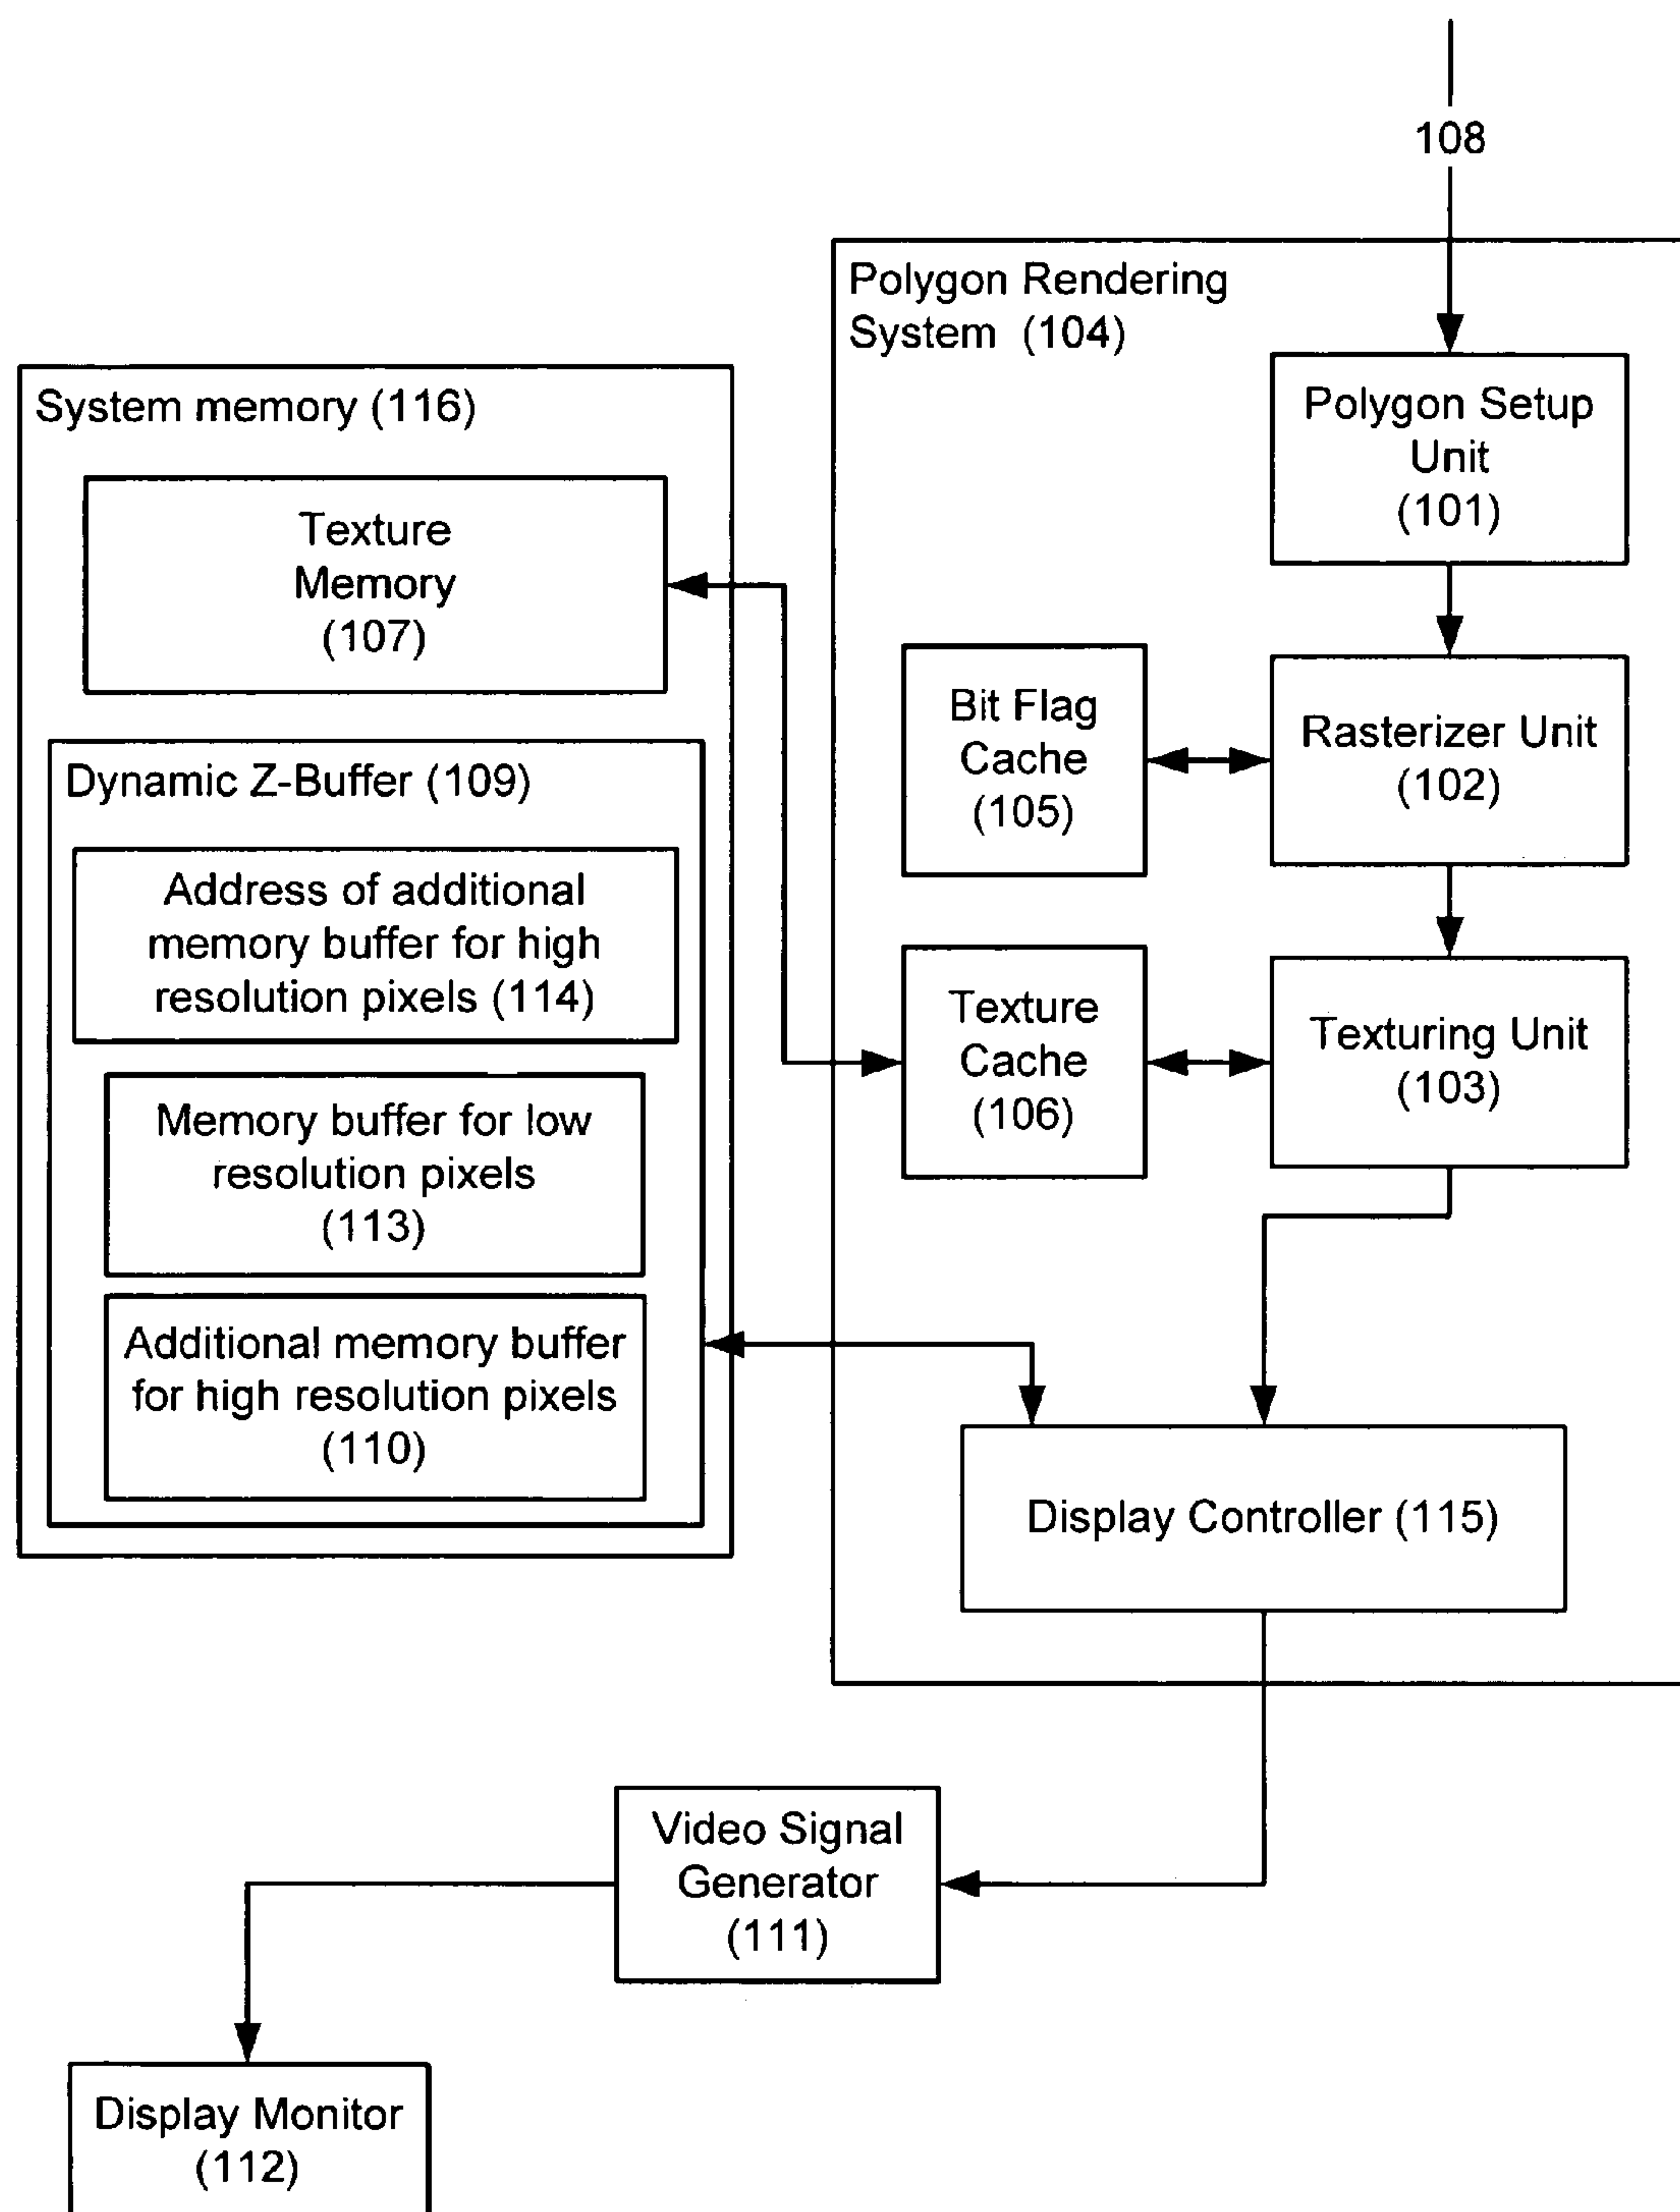 108
Polygon Rendering
System (104)
Polygon Setup
Unit
(101)
System memory (116)
Texture
Memory
(107)
Bit Flag
Cache
(105)
Rasterizer Unit
(102)
Dynamic Z-Buffer (109)
Address of additional
memory buffer for high
resolution pixels (114)
Texture
Cache
(106)
Texturing Unit
(103)
Memory buffer for low
resolution pixels
(113)
Additional memory buffer
for high resolution pixels
(110)
Display Controller (115)
Video Signal
Generator
(111)
Display Monitor
(112)